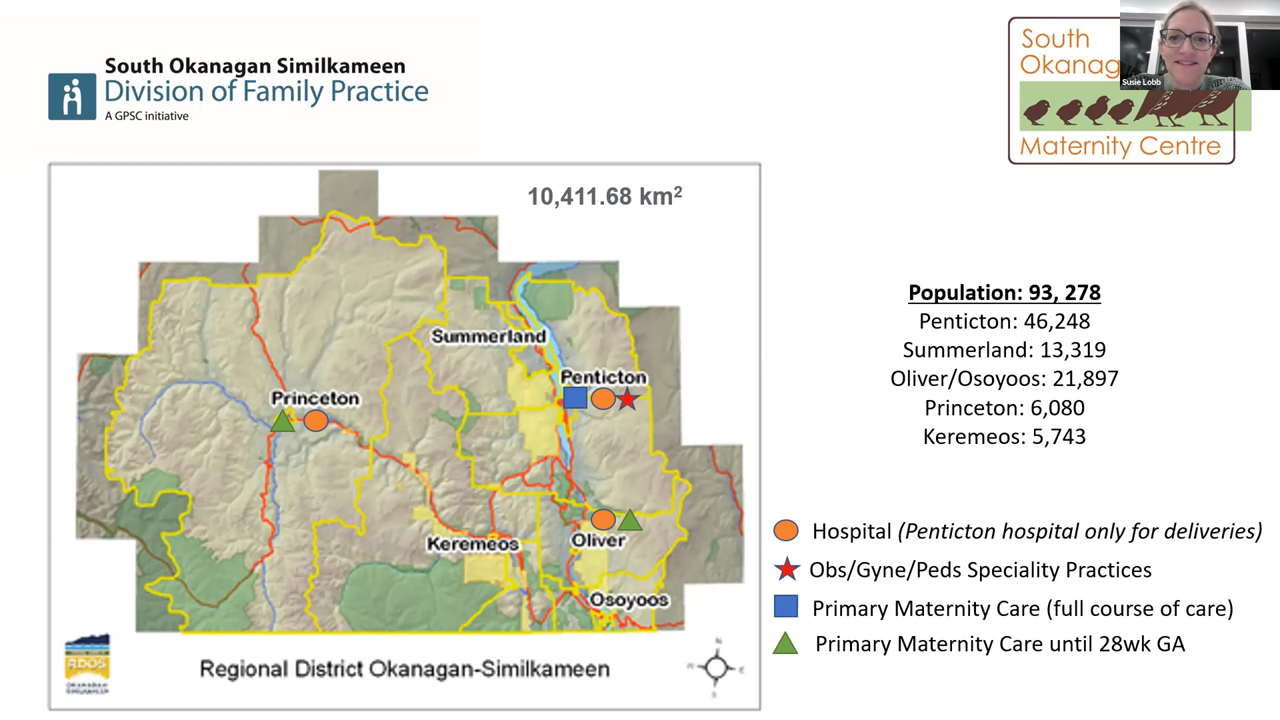 South Okanagan Similkameen
Division of Family Practice
A GPSC initiative
South
Okanag
Maternity Centre
Susie Lobb
10,411.68 km²
Summerland
Penticton
Princeton
Keremeos
Oliver
Osoyoos
RDOS
Regional District Okanagan-Similkameen
N
S
Population: 93, 278
Penticton: 46,248
Summerland: 13,319
Oliver/Osoyoos: 21,897
Princeton: 6,080
Keremeos: 5,743
Hospital (Penticton hospital only for deliveries)
Obs/Gyne/Peds Speciality Practices
Primary Maternity Care (full course of care)
Primary Maternity Care until 28wk GA